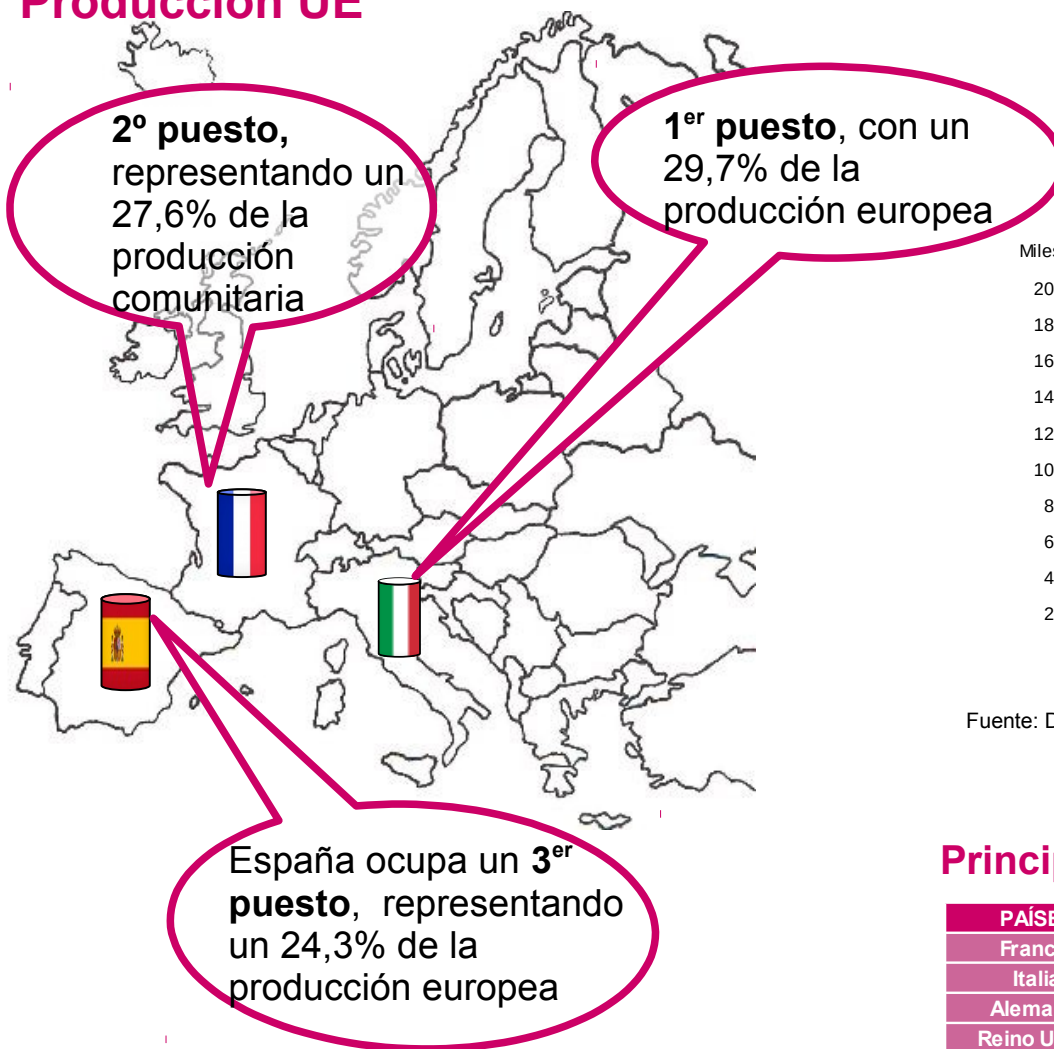 Producción UE
2º puesto,
representando un
27,6% de la
producción
comunitaria
1er puesto, con un
29,7% de la
producción europea
España ocupa un 3er
puesto, representando
un 24,3% de la
producción europea
Miles
20
18
16
14
12
10
8
6
4
2
Fuente: D
Princip
PAÍSE
Franc
Italia
Alema
Reino U